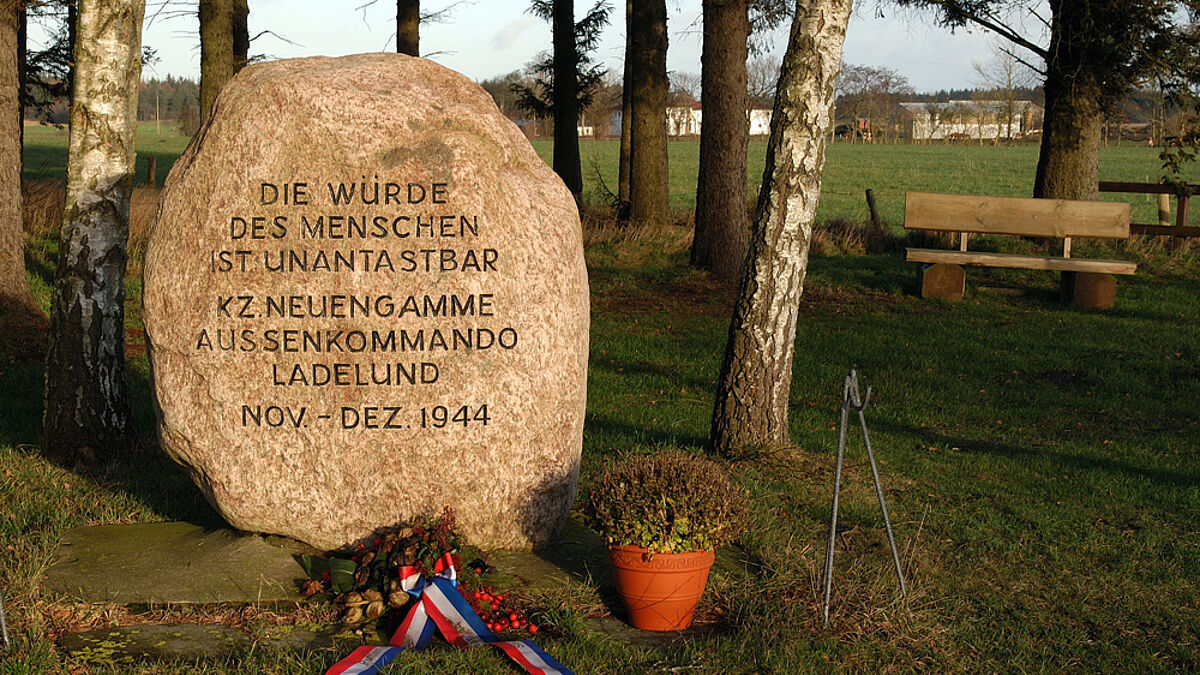 DIE WÜRDE
DES MENSCHEN
IST UNANTASTBAR
KZ. NEUENGAMME
AUSSENKOMMANDO
LADELUND
NOV. - DEZ. 1944